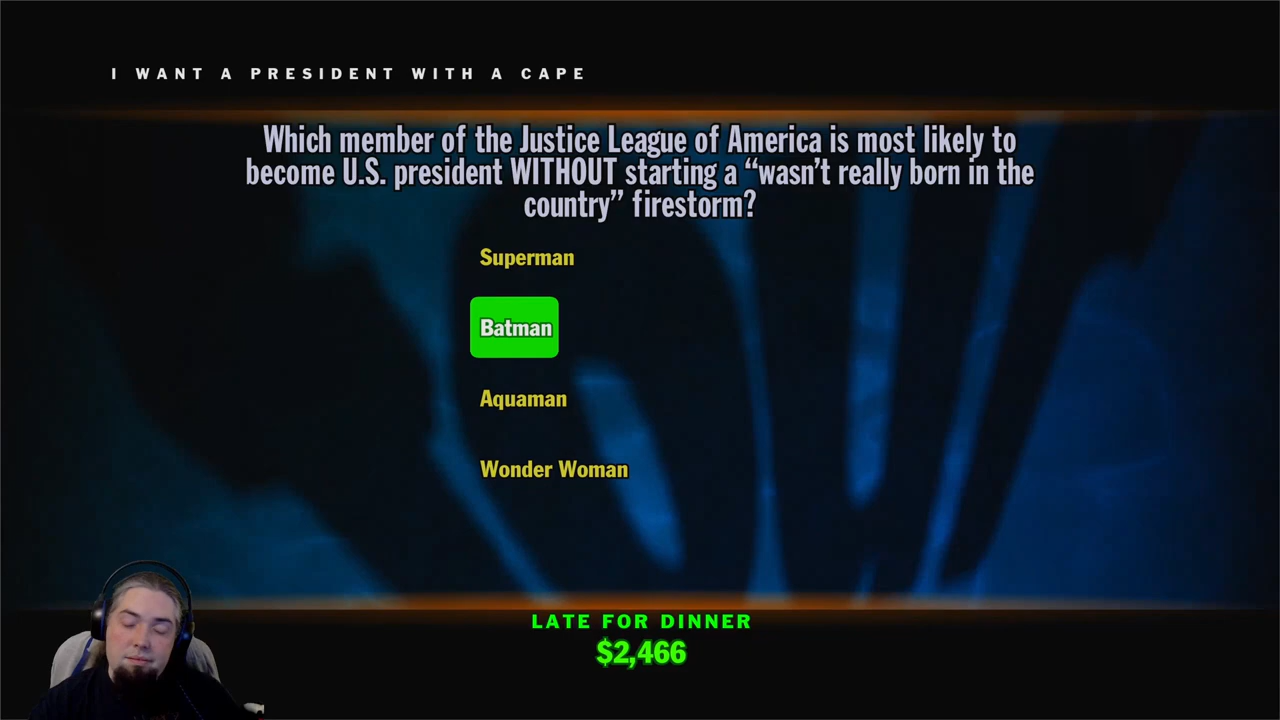 I WANT A PRESIDENT WITH A CAPE
Which member of the Justice League of America is most likely to
become U.S. president WITHOUT starting a “wasn’t really born in the
country” firestorm?
Superman
Batman
Aquaman
Wonder Woman
LATE FOR DINNER
$2,466